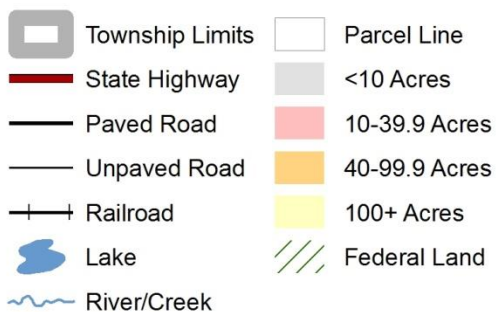 Township Limits
State Highway
Paved Road
Unpaved Road
Railroad
Lake
River/Creek
Parcel Line
<10 Acres
10-39.9 Acres
40-99.9 Acres
100+ Acres
Federal Land